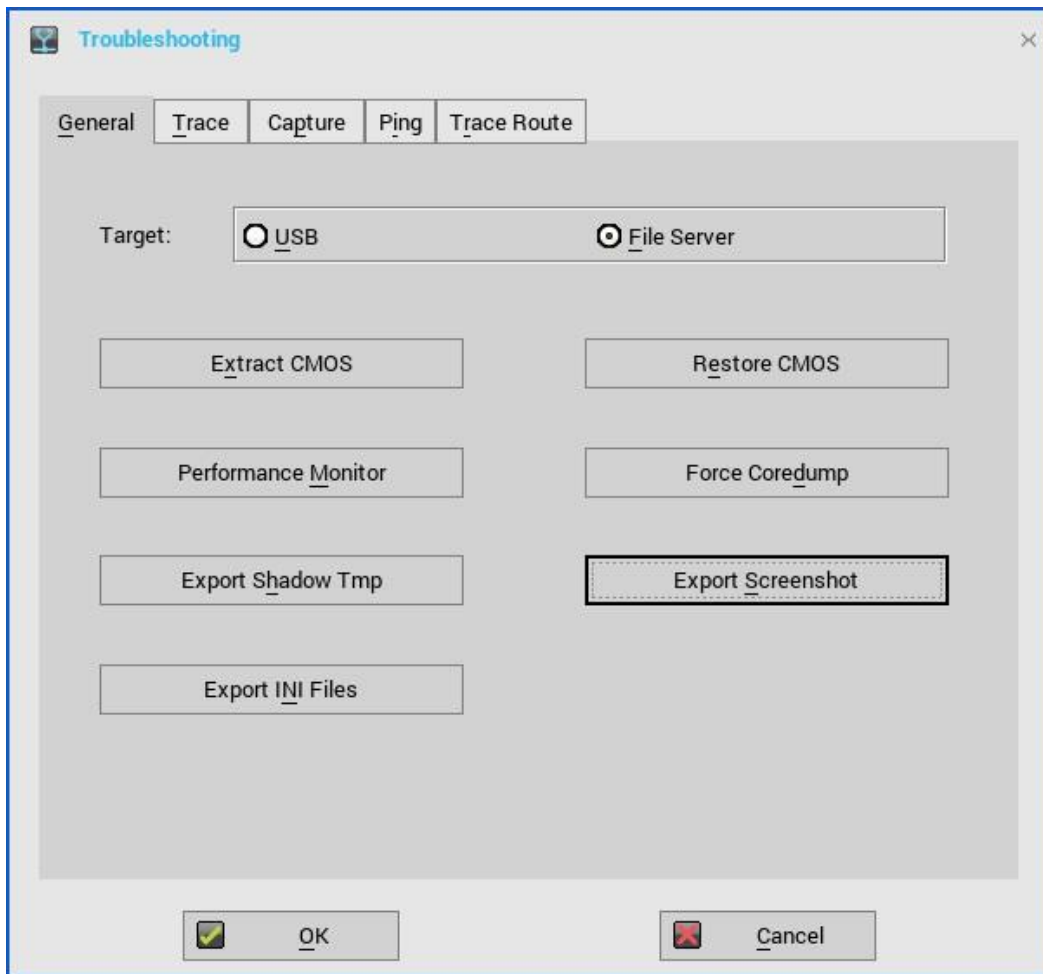 Troubleshooting
General Trace Capture Ping Trace Route
Target: USB File Server
Extract CMOS Restore CMOS
Performance Monitor Force Coredump
Export Shadow Tmp Export Screenshot
Export INI Files
OK Cancel